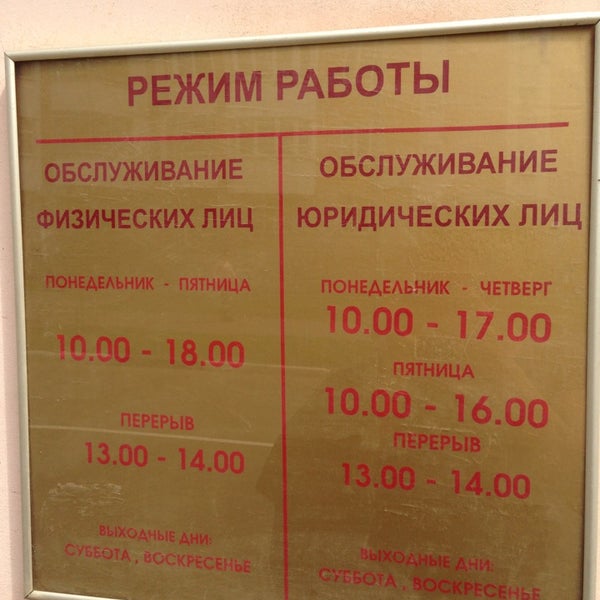 РЕЖИМ РАБОТЫ
ОБСЛУЖИВАНИЕ
ФИЗИЧЕСКИХ ЛИЦ
ПОНЕДЕЛЬНИК - ПЯТНИЦА
10.00 - 18.00
ПЕРЕРЫВ
13.00 - 14.00
ВЫХОДНЫЕ ДНИ:
СУББОТА , ВОСКРЕСЕНЬЕ
ОБСЛУЖИВАНИЕ
ЮРИДИЧЕСКИХ ЛИЦ
ПОНЕДЕЛЬНИК - ЧЕТВЕРГ
10.00 - 17.00
ПЯТНИЦА
10.00 - 16.00
ПЕРЕРЫВ
13.00 - 14.00
ВЫХОДНЫЕ ДНИ:
СУББОТА , ВОСКРЕСЕНЬЕ